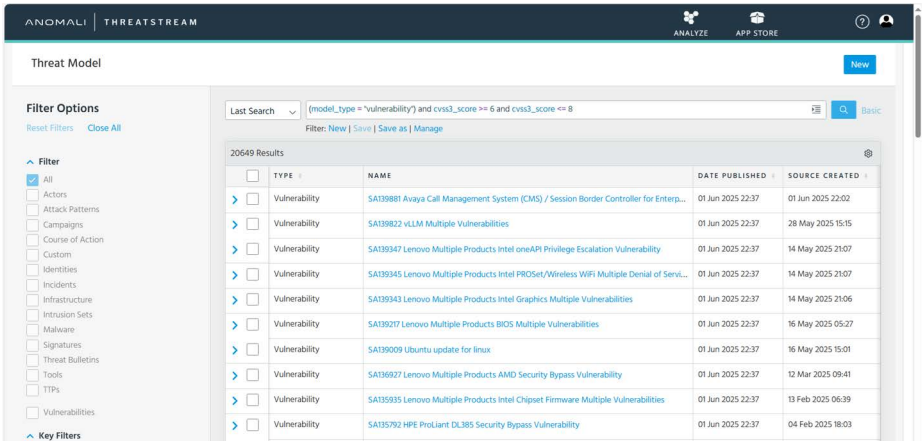 ANOMALI | THREATSTREAM
ANALYZE
APP STORE
Threat Model
New
Filter Options
Reset Filters Close All
Filter
All
Actors
Attack Patterns
Campaigns
Course of Action
Custom
Identities
Incidents
Infrastructure
Intrusion Sets
Malware
Signatures
Threat Bulletins
Tools
TTPs
Vulnerabilities
Key Filters
Last Search (model_type = "vulnerability") and cvss3_score >= 6 and cvss3_score <= 8 Basic
Filter: New | Save | Save as | Manage
20649 Results
TYPE NAME DATE PUBLISHED SOURCE CREATED
Vulnerability SA139881 Avaya Call Management System (CMS) / Session Border Controller for Enterp... 01 Jun 2025 22:37 01 Jun 2025 22:02
Vulnerability SA139822 vLLM Multiple Vulnerabilities 01 Jun 2025 22:37 28 May 2025 15:15
Vulnerability SA139347 Lenovo Multiple Products Intel oneAPI Privilege Escalation Vulnerability 01 Jun 2025 22:37 14 May 2025 21:07
Vulnerability SA139345 Lenovo Multiple Products Intel PROSet/Wireless WiFi Multiple Denial of Servi... 01 Jun 2025 22:37 14 May 2025 21:07
Vulnerability SA139343 Lenovo Multiple Products Intel Graphics Multiple Vulnerabilities 01 Jun 2025 22:37 14 May 2025 21:06
Vulnerability SA139217 Lenovo Multiple Products BIOS Multiple Vulnerabilities 01 Jun 2025 22:37 16 May 2025 05:27
Vulnerability SA139009 Ubuntu update for linux 01 Jun 2025 22:37 16 May 2025 15:01
Vulnerability SA136927 Lenovo Multiple Products AMD Security Bypass Vulnerability 01 Jun 2025 22:37 12 Mar 2025 09:41
Vulnerability SA135935 Lenovo Multiple Products Intel Chipset Firmware Multiple Vulnerabilities 01 Jun 2025 22:37 13 Feb 2025 06:39
Vulnerability SA135792 HPE ProLiant DL385 Security Bypass Vulnerability 01 Jun 2025 22:37 04 Feb 2025 18:03